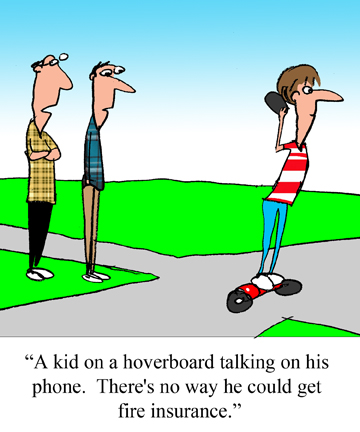 “A kid on a hoverboard talking on his
phone.  There's no way he could get
fire insurance.”